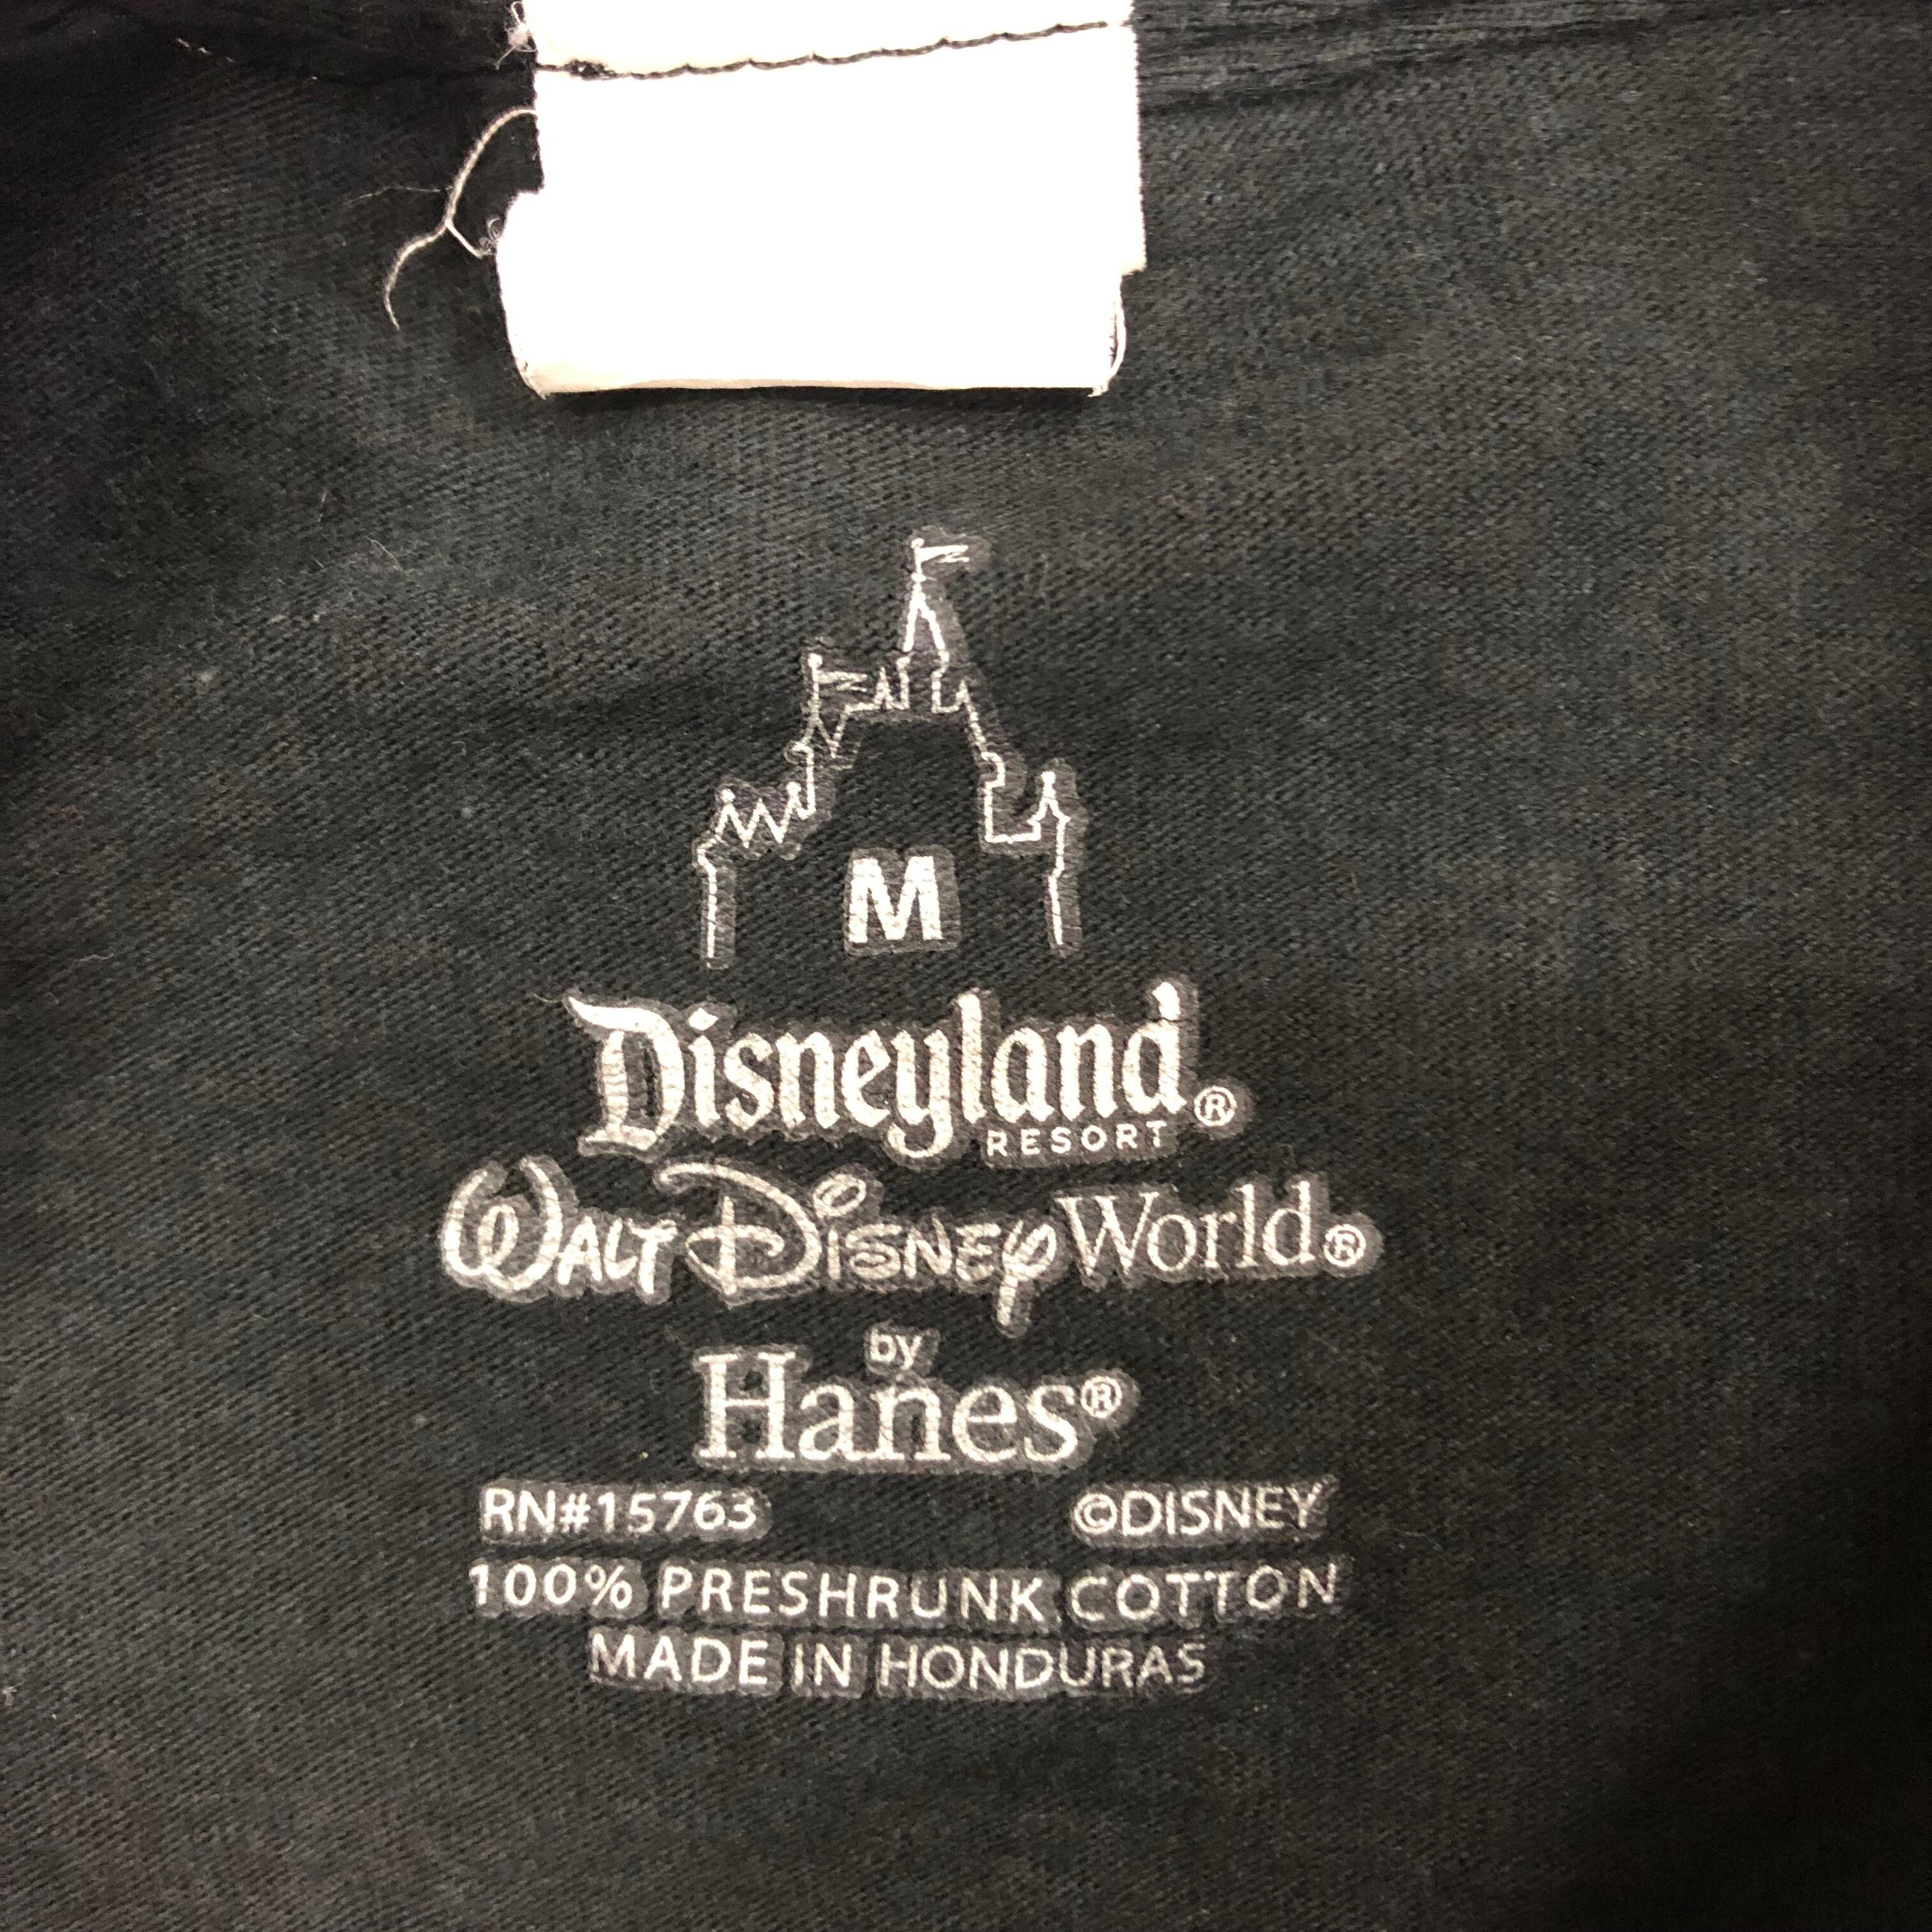 M
Disneyland®
RESORT
WALT DISNEY World®
by
Hanes®
RN#15763 ©DISNEY
100% PRESHRUNK COTTON
MADE IN HONDURAS